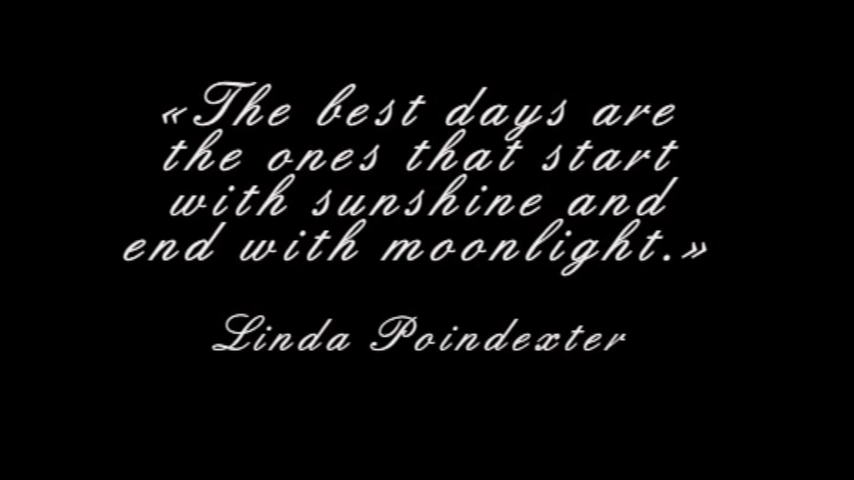 «The best days are
the ones that start
with sunshine and
end with moonlight.»
Linda Poindexter